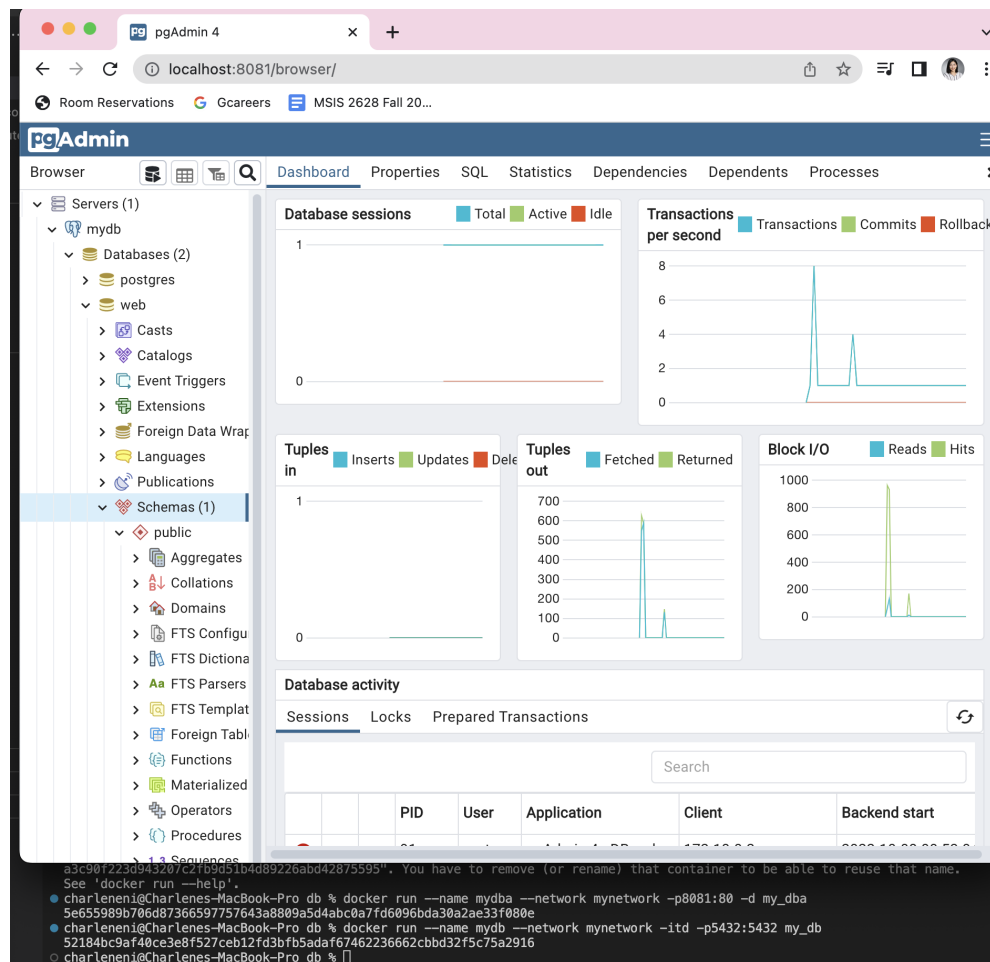 pgAdmin 4
localhost:8081/browser/
Room Reservations Gcareers MSIS 2628 Fall 20...
pgAdmin
Browser
Dashboard Properties SQL Statistics Dependencies Dependents Processes
Servers (1)
mydb
Databases (2)
postgres
web
Casts
Catalogs
Event Triggers
Extensions
Foreign Data Wrap
Languages
Publications
Schemas (1)
public
Aggregates
Collations
Domains
FTS Configu
FTS Dictiona
FTS Parsers
FTS Templat
Foreign Tabl
Functions
Materialized
Operators
Procedures
1..3 Sequences
Database sessions
Total Active Idle
1
0
Transactions
per second
Transactions Commits Rollback
8
6
4
2
0
Tuples
in
Inserts Updates Dele
1
0
Tuples
out
Fetched Returned
700
600
500
400
300
200
100
0
Block I/O
Reads Hits
1000
800
600
400
200
0
Database activity
Sessions Locks Prepared Transactions
Search
PID User Application Client Backend start
a3c90f223d943207c2fb9d51b4d89226abd42875595". You have to remove (or rename) that container to be able to reuse that name.
See 'docker run --help'.
charleneni@Charlenes-MacBook-Pro db % docker run --name mydba --network mynetwork -p8081:80 -d my_dba
5e655989b706d87366597757643a8809a5d4abc0a7fd6096bda30a2ae33f080e
charleneni@Charlenes-MacBook-Pro db % docker run --name mydb --network mynetwork -itd -p5432:5432 my_db
52184bc9af40ce3e8f527ceb12fd3bfb5adaf67462236662cbbd32f5c75a2916
charleneni@Charlenes-MacBook-Pro db %